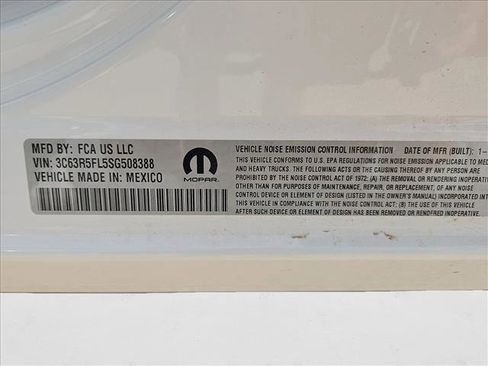 MFD BY: FCA US LLC
VIN: 3C63R5FL5SG508388
VEHICLE MADE IN: MEXICO
MOPAR
VEHICLE NOISE EMISSION CONTROL INFORMATION DATE OF MFR (BUILT): 1-
THIS VEHICLE CONFORMS TO U.S. EPA REGULATIONS FOR NOISE EMISSION APPLICABLE TO MED
AND HEAVY TRUCKS. THE FOLLOWING ACTS OR THE CAUSING THEREOF BY ANY PERSON ARE
PROHIBITED BY THE NOISE CONTROL ACT OF 1972: (A) THE REMOVAL OR RENDERING INOPERATIVE
OTHER THAN FOR PURPOSES OF MAINTENANCE, REPAIR, OR REPLACEMENT, OF ANY NOISE CONTROL
DEVICE OR ELEMENT OF DESIGN (LISTED IN THE OWNER'S MANUAL) INCORPORATED INT
THIS VEHICLE IN COMPLIANCE WITH THE NOISE CONTROL ACT; (B) THE USE OF THIS VEHICLE
AFTER SUCH DEVICE OR ELEMENT OF DESIGN HAS BEEN REMOVED OR RENDERED INOPERATIVE.